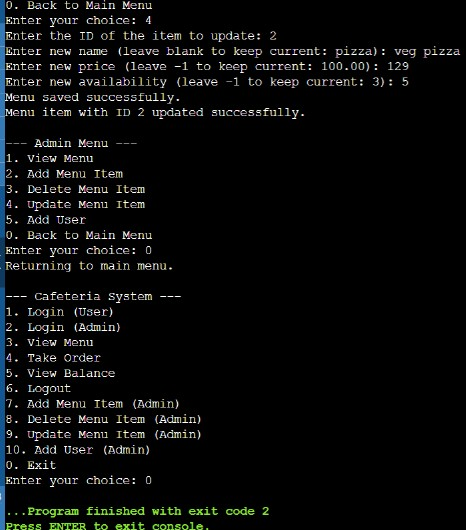 0. Back to Main Menu
Enter your choice: 4
Enter the ID of the item to update: 2
Enter new name (leave blank to keep current: pizza): veg pizza
Enter new price (leave -1 to keep current: 100.00): 129
Enter new availability (leave -1 to keep current: 3): 5
Menu saved successfully.
Menu item with ID 2 updated successfully.
--- Admin Menu ---
1. View Menu
2. Add Menu Item
3. Delete Menu Item
4. Update Menu Item
5. Add User
0. Back to Main Menu
Enter your choice: 0
Returning to main menu.
--- Cafeteria System ---
1. Login (User)
2. Login (Admin)
3. View Menu
4. Take Order
5. View Balance
6. Logout
7. Add Menu Item (Admin)
8. Delete Menu Item (Admin)
9. Update Menu Item (Admin)
10. Add User (Admin)
0. Exit
Enter your choice: 0
...Program finished with exit code 2
Press ENTER to exit console.